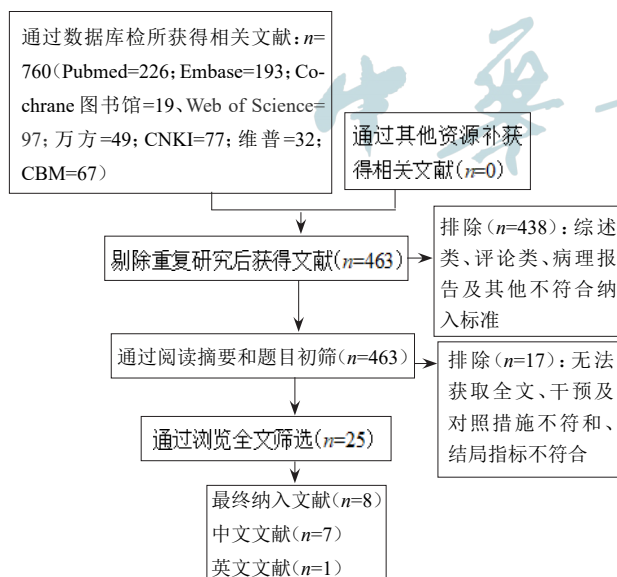 通过数据库检所获得相关文献:n=
760(Pubmed=226;Embase=193;Co-
chrane 图书馆=19、Web of Science=
97;万方=49;CNKI=77;维普=32;
CBM=67)
通过其他资源补获
得相关文献(n=0)
剔除重复研究后获得文献(n=463)
排除(n=438):综述
类、评论类、病理报
告及其他不符合纳
入标准
通过阅读摘要和题目初筛(n=463)
排除(n=17):无法
获取全文、干预及
对照措施不符和、
结局指标不符合
通过浏览全文筛选(n=25)
最终纳入文献(n=8)
中文文献(n=7)
英文文献(n=1)
中华